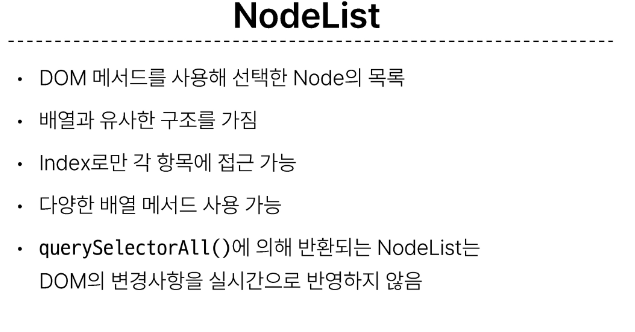 NodeList
• DOM 메서드를 사용해 선택한 Node의 목록
• 배열과 유사한 구조를 가짐
• Index로만 각 항목에 접근 가능
• 다양한 배열 메서드 사용 가능
• querySelectorAll()에 의해 반환되는 NodeList는
DOM의 변경사항을 실시간으로 반영하지 않음